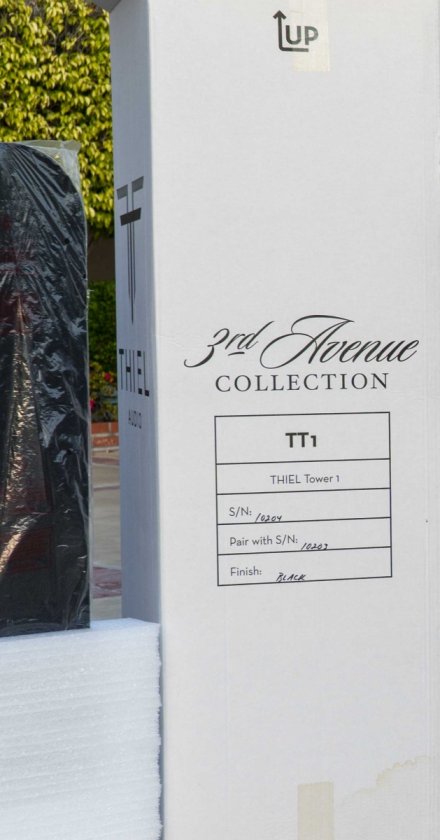 UP
THIEL
AUDIO
3rd Avenue
COLLECTION
TT1
THIEL Tower 1
S/N: 10204
Pair with S/N: 10203
Finish: BLACK